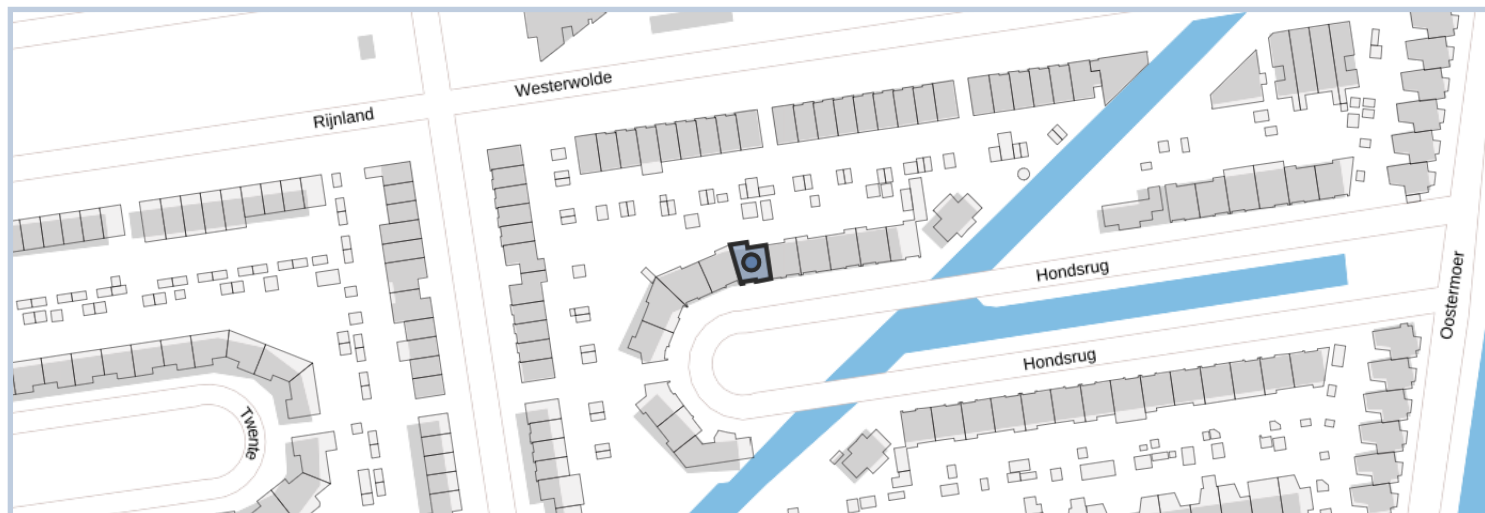 Westerwolde
Rijnland
Hondsrug
Oostermoer
Hondsrug
Twente